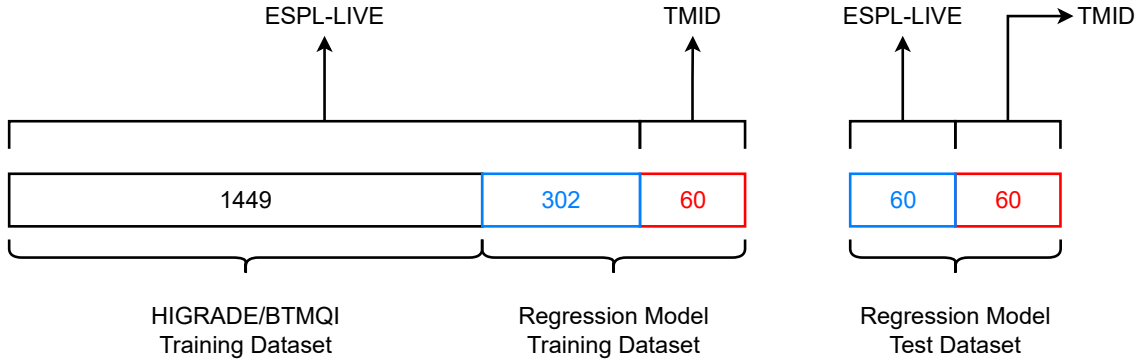 ESPL-LIVE
TMID
ESPL-LIVE
TMID
1449
302
60
60
60
HIGRADE/BTMQI
Training Dataset
Regression Model
Training Dataset
Regression Model
Test Dataset